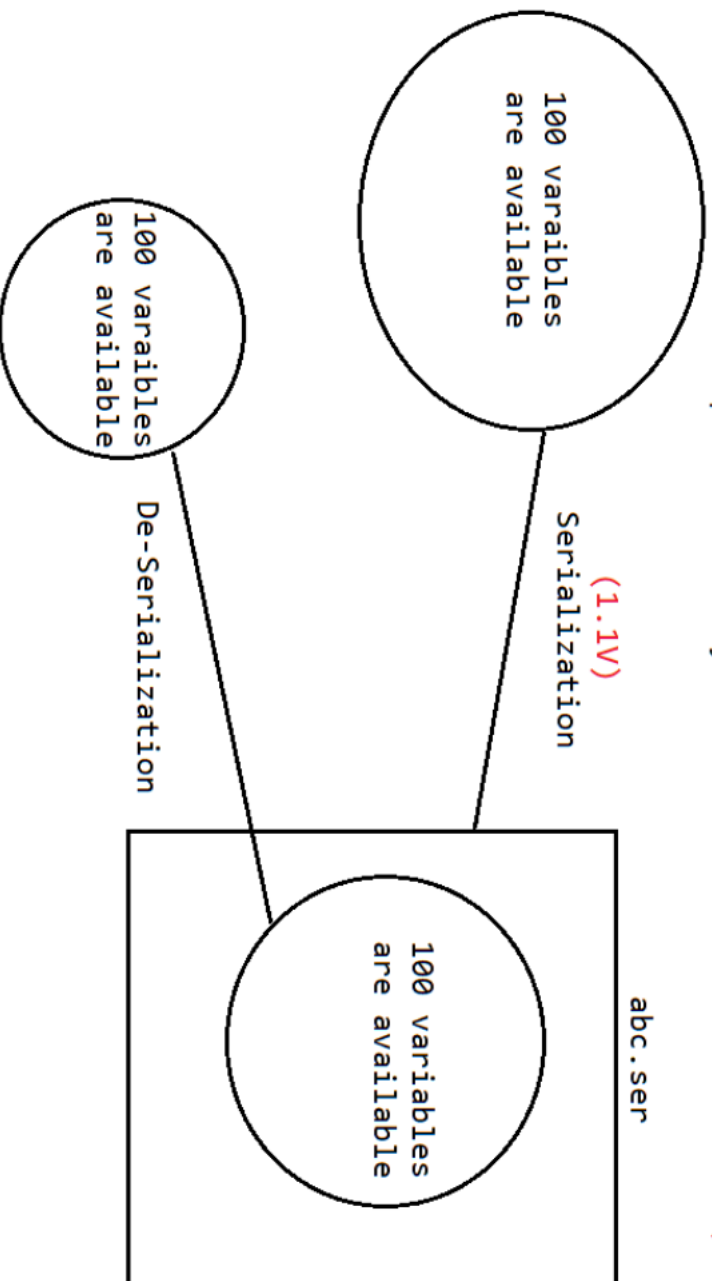 100 varaibles
are available
(1.1V)
Serialization
abc.ser
100 variables
are available
100 varaibles
are available
De-Serialization